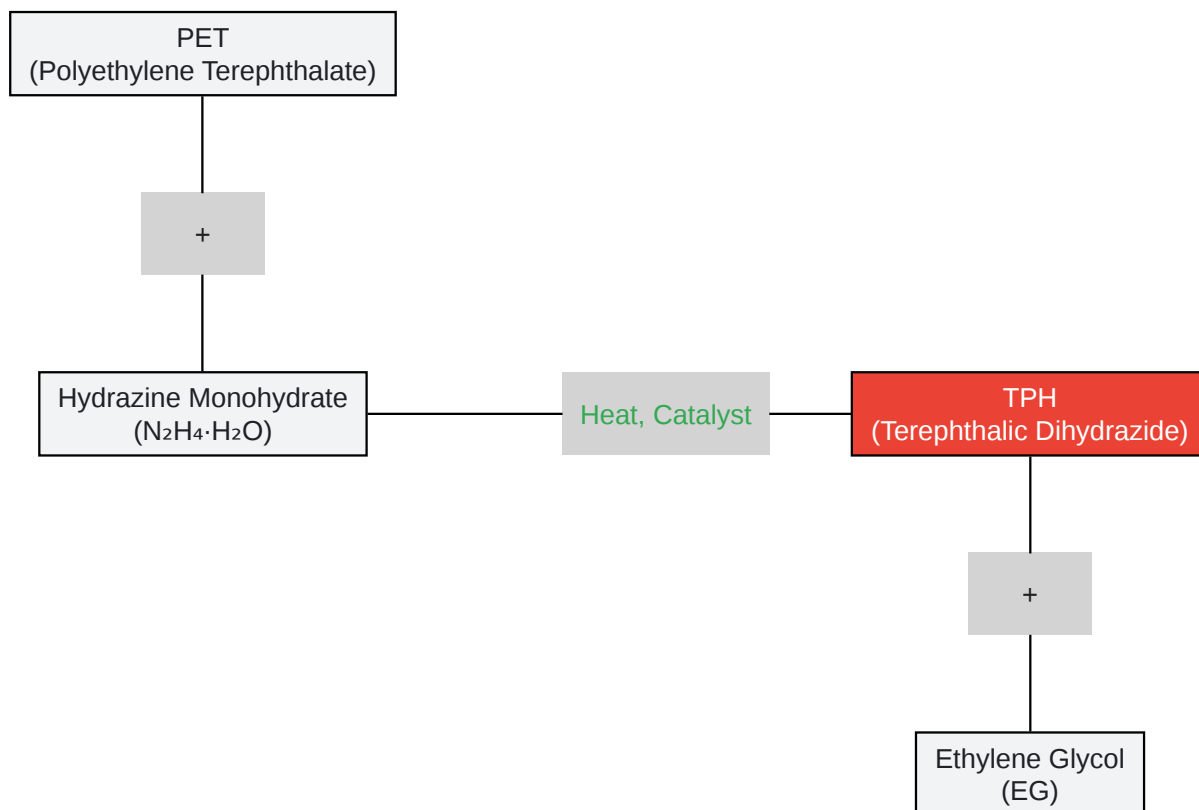 PET
(Polyethylene Terephthalate)
+
Hydrazine Monohydrate
(N₂H₄·H₂O)
Heat, Catalyst
TPH
(Terephthalic Dihydrazide)
+
Ethylene Glycol
(EG)